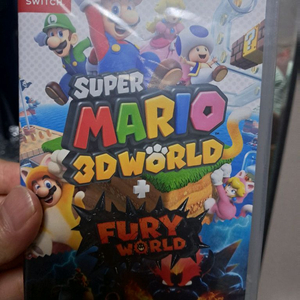 SWITCH
SUPER
MARIO
3D WORLD
+
FURY
WORLD